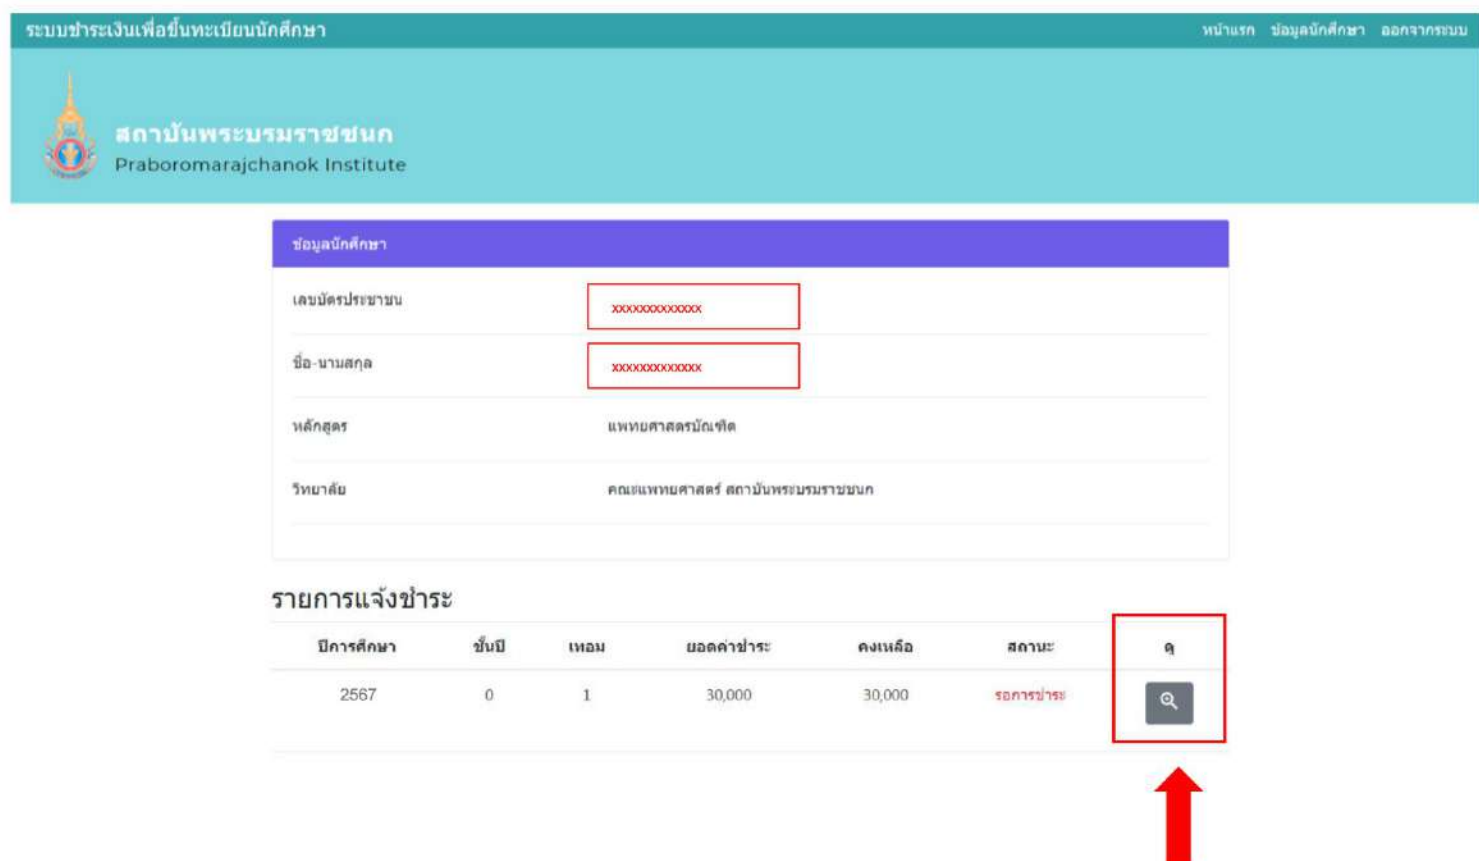 ระบบชำระเงินเพื่อขึ้นทะเบียนนักศึกษา หน้าแรก ข้อมูลนักศึกษา ออกจากระบบ
สถาบันพระบรมราชชนก
Praboromarajchanok Institute
ข้อมูลนักศึกษา
เลขบัตรประชาชน xxxxxxxxxxxxx
ชื่อ-นามสกุล xxxxxxxxxxxxx
หลักสูตร แพทยศาสตรบัณฑิต
วิทยาลัย คณะแพทยศาสตร์ สถาบันพระบรมราชชนก
รายการแจ้งชำระ
ปีการศึกษา ชั้นปี เทอม ยอดค่าชำระ คงเหลือ สถานะ ดู
2567 0 1 30,000 30,000 รอการชำระ